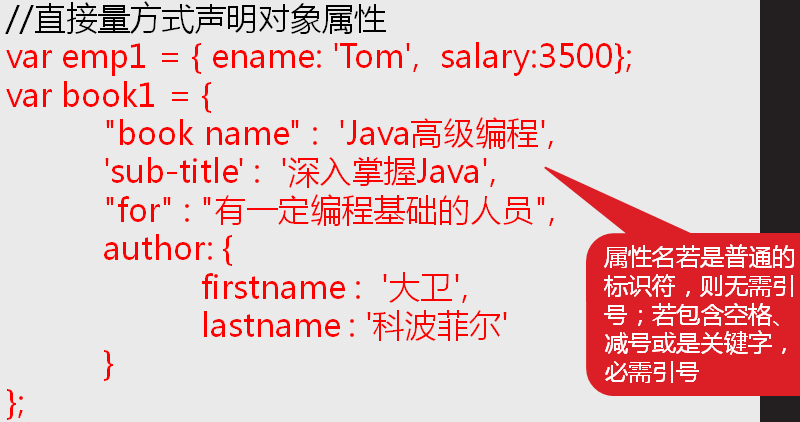 //直接量方式声明对象属性
var emp1 = { ename: 'Tom', salary:3500};
var book1 = {
"book name" : 'Java高级编程',
'sub-title' : '深入掌握Java',
"for" : "有一定编程基础的人员",
author: {
firstname : '大卫',
lastname : '科波菲尔'
}
};
属性名若是普通的
标识符，则无需引
号；若包含空格、
减号或是关键字，
必需引号